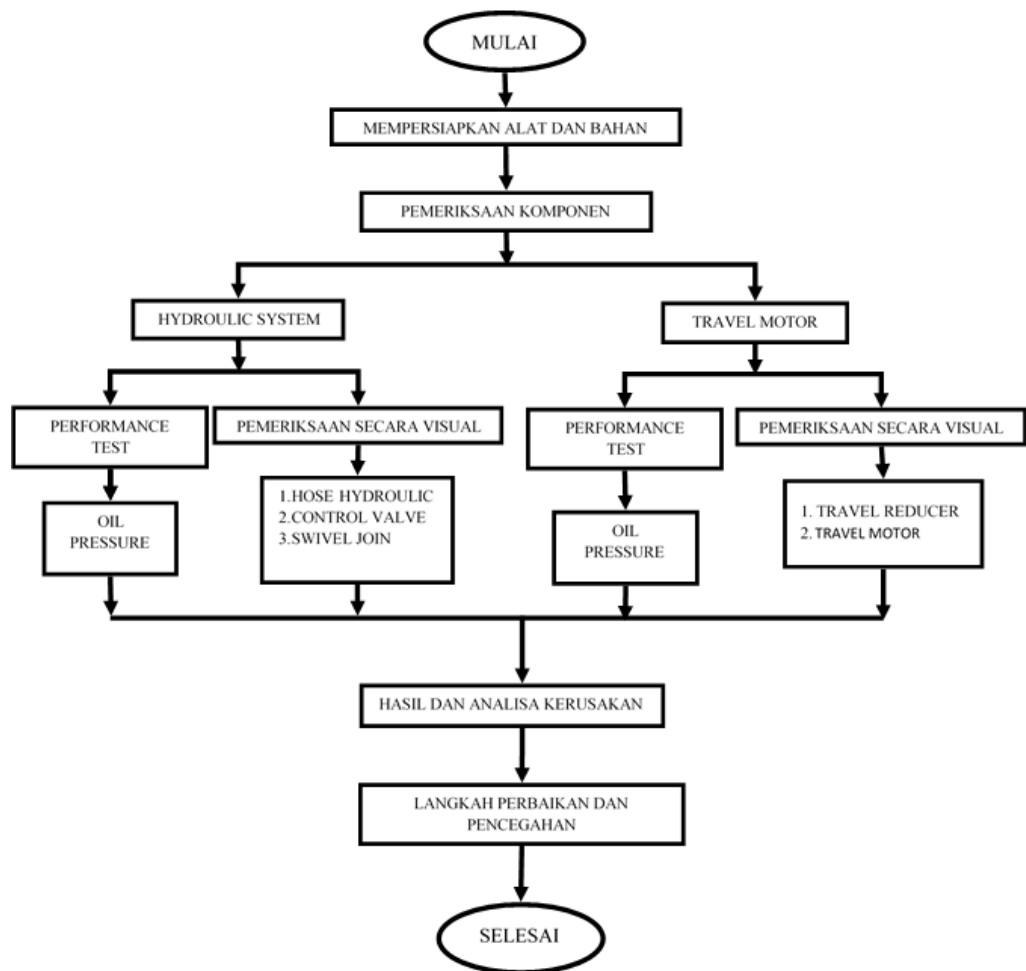 MULAI
MEMPERSIAPKAN ALAT DAN BAHAN
PEMERIKSAAN KOMPONEN
HYDROULIC SYSTEM
TRAVEL MOTOR
PERFORMANCE
TEST
PEMERIKSAAN SECARA VISUAL
PERFORMANCE
TEST
PEMERIKSAAN SECARA VISUAL
OIL
PRESSURE
1.HOSE HYDROULIC
2.CONTROL VALVE
3.SWIVEL JOIN
OIL
PRESSURE
1. TRAVEL REDUCER
2. TRAVEL MOTOR
HASIL DAN ANALISA KERUSAKAN
LANGKAH PERBAIKAN DAN
PENCEGAHAN
SELESAI